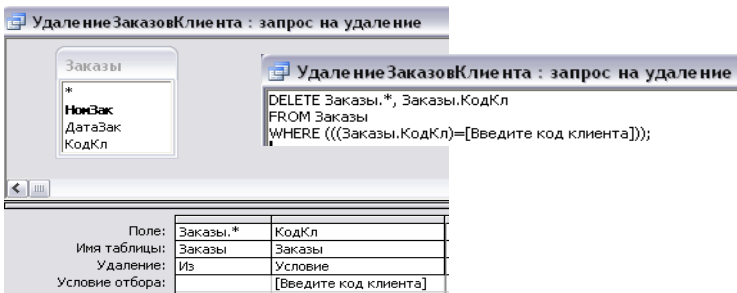 УдалениеЗаказовКлиента : запрос на удаление
Заказы
*
НомЗак
ДатаЗак
КодКл
УдалениеЗаказовКлиента : запрос на удаление
DELETE Заказы.*, Заказы.КодКл
FROM Заказы
WHERE (((Заказы.КодКл)=[Введите код клиента]));
Поле: Заказы.* КодКл
Имя таблицы: Заказы Заказы
Удаление: Из Условие
Условие отбора: [Введите код клиента]